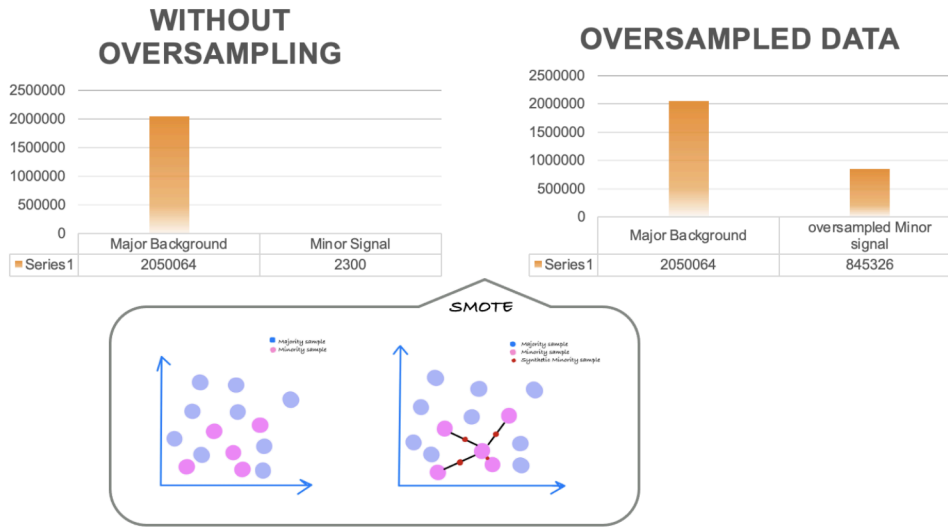 WITHOUT
OVERSAMPLING
2500000
2000000
1500000
1000000
500000
0
Major Background
Minor Signal
Series1
2050064
2300
OVERSAMPLED DATA
2500000
2000000
1500000
1000000
500000
0
Major Background
oversampled Minor
signal
Series1
2050064
845326
SMOTE
Majority sample
Minority sample
Majority sample
Minority sample
Synthetic Minority sample